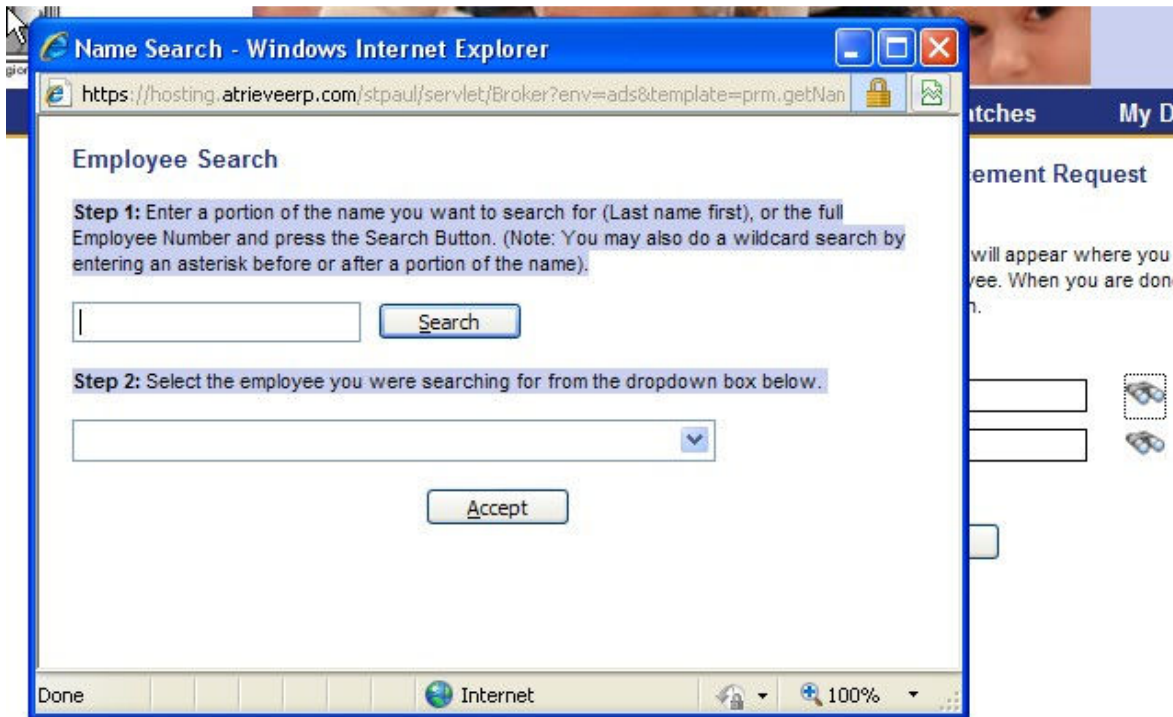 gion
Name Search - Windows Internet Explorer
https://hosting.atrieveerp.com/stpaul/servlet/Broker?env=ads&template=prm.getNan
atches My D
Employee Search
cement Request
Step 1: Enter a portion of the name you want to search for (Last name first), or the full
Employee Number and press the Search Button. (Note: You may also do a wildcard search by
entering an asterisk before or after a portion of the name).
will appear where you
yee. When you are don
n.
Search
Step 2: Select the employee you were searching for from the dropdown box below.
Accept
Done Internet 100%